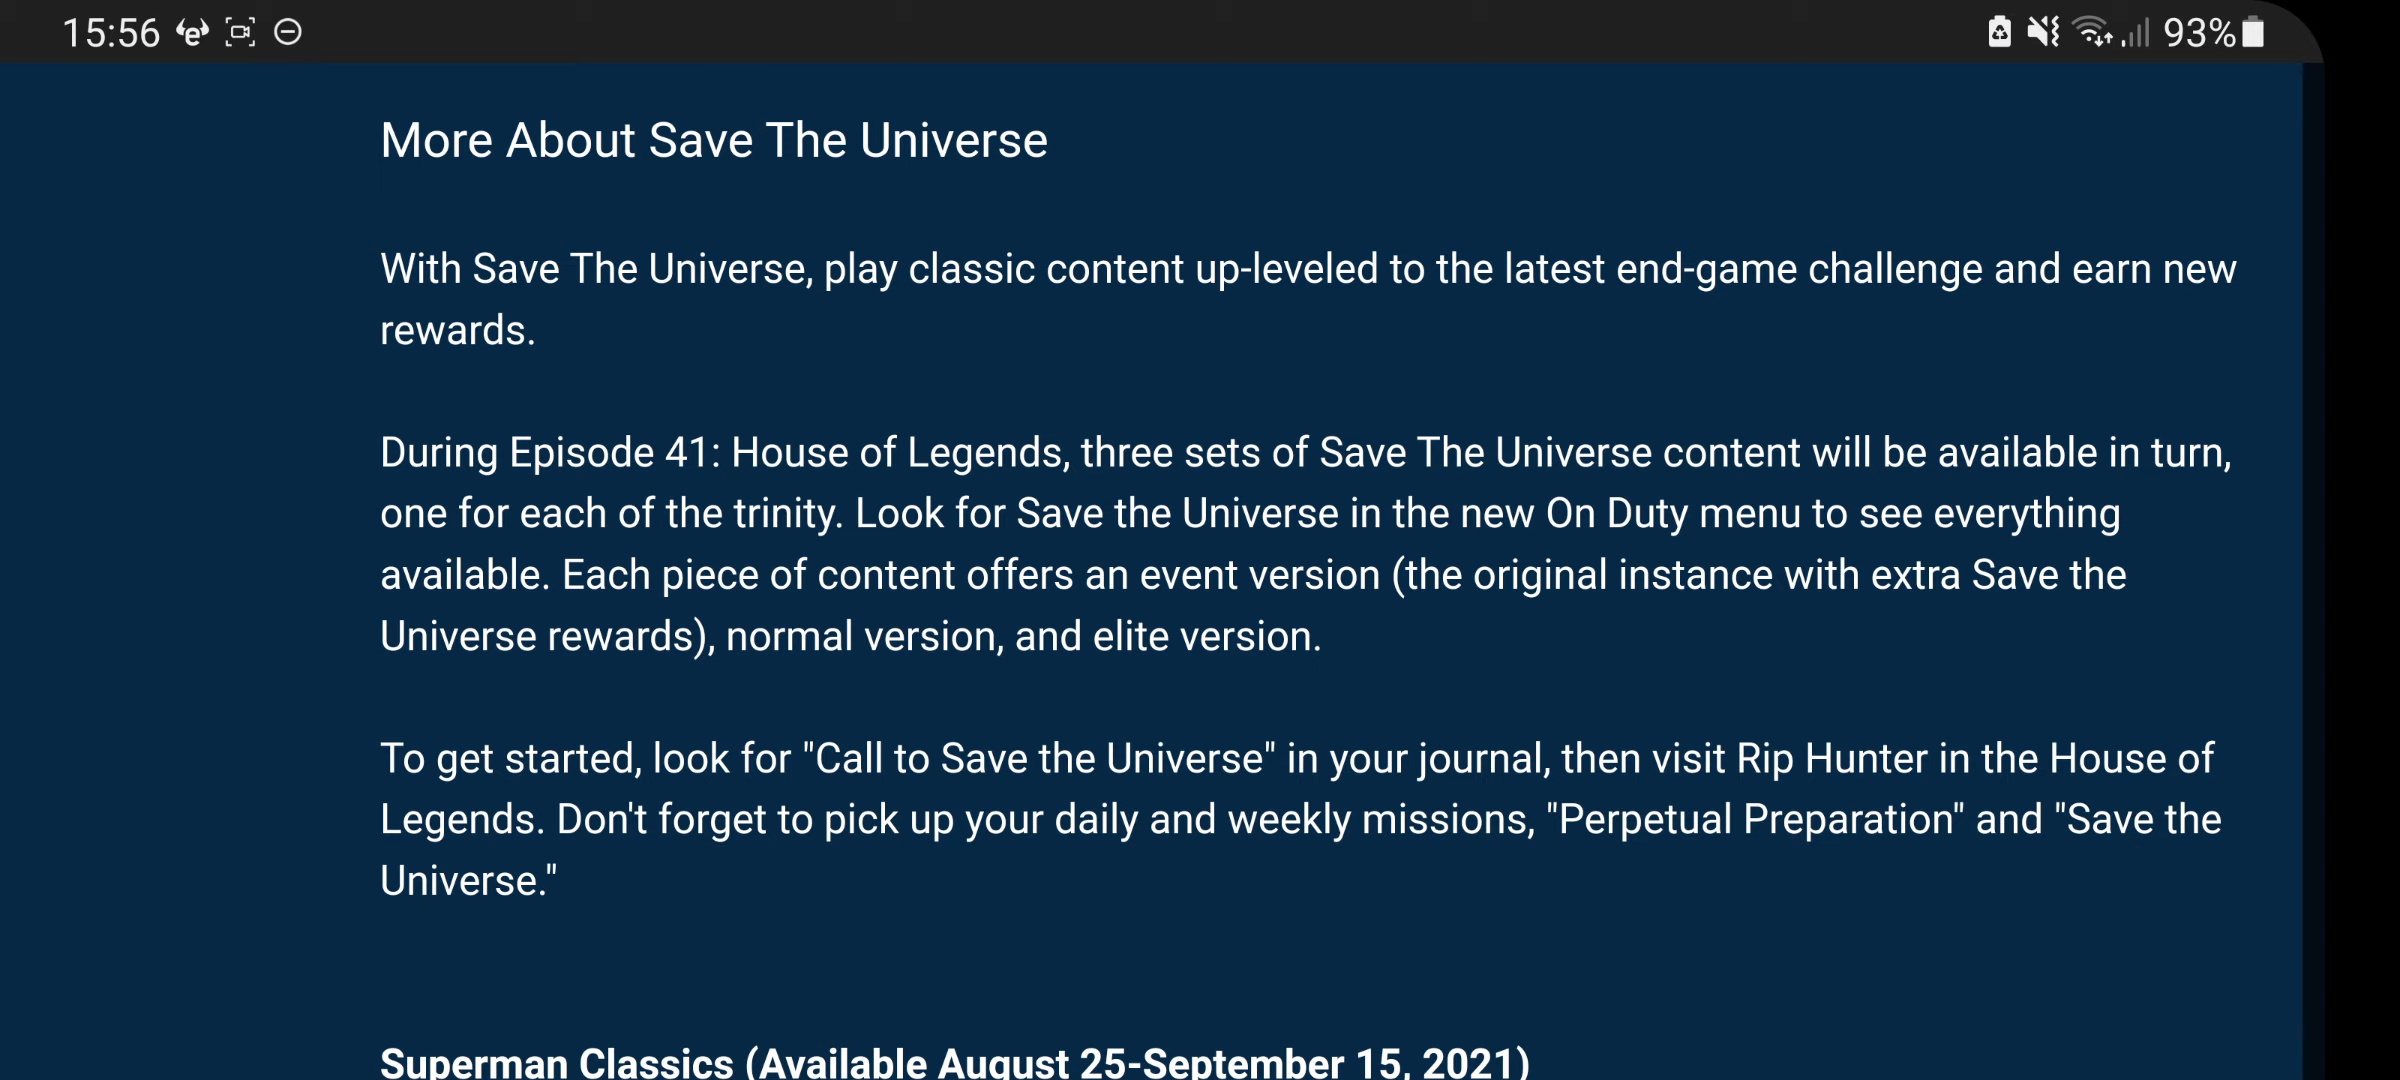 15:56
93%
More About Save The Universe
With Save The Universe, play classic content up-leveled to the latest end-game challenge and earn new
rewards.
During Episode 41: House of Legends, three sets of Save The Universe content will be available in turn,
one for each of the trinity. Look for Save the Universe in the new On Duty menu to see everything
available. Each piece of content offers an event version (the original instance with extra Save the
Universe rewards), normal version, and elite version.
To get started, look for "Call to Save the Universe" in your journal, then visit Rip Hunter in the House of
Legends. Don't forget to pick up your daily and weekly missions, "Perpetual Preparation" and "Save the
Universe."
Superman Classics (Available August 25-September 15, 2021)